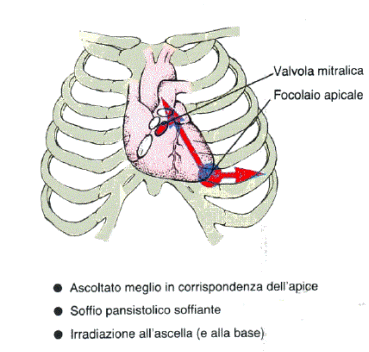 Valvola mitralica
Focolaio apicale
● Ascoltato meglio in corrispondenza dell'apice
● Soffio pansistolico soffiante
● Irradiazione all'ascella (e alla base)